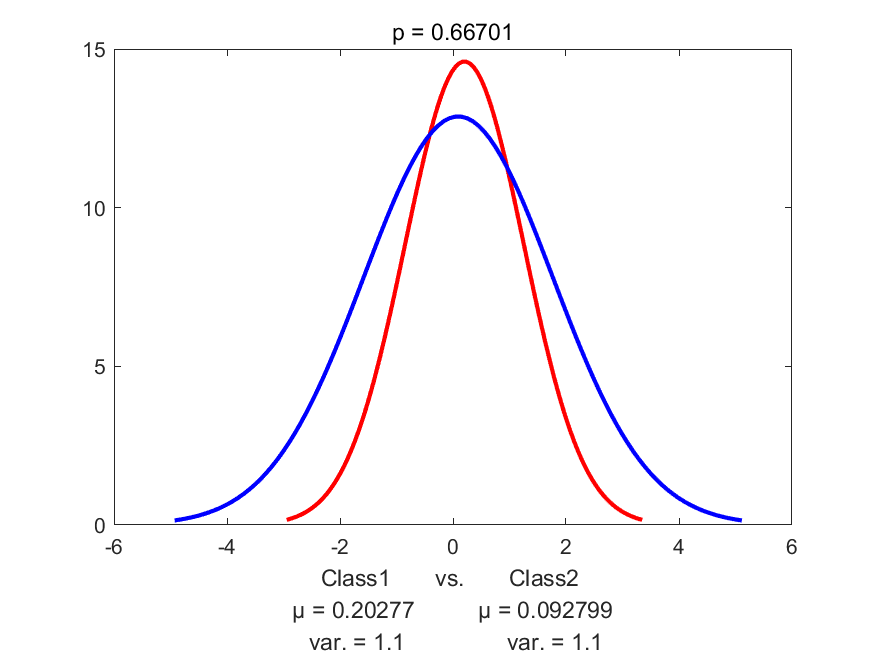 p = 0.66701
15
10
5
0
-6 -4 -2 0 2 4 6
Class1 vs. Class2
μ = 0.20277 μ = 0.092799
var. = 1.1 var. = 1.1